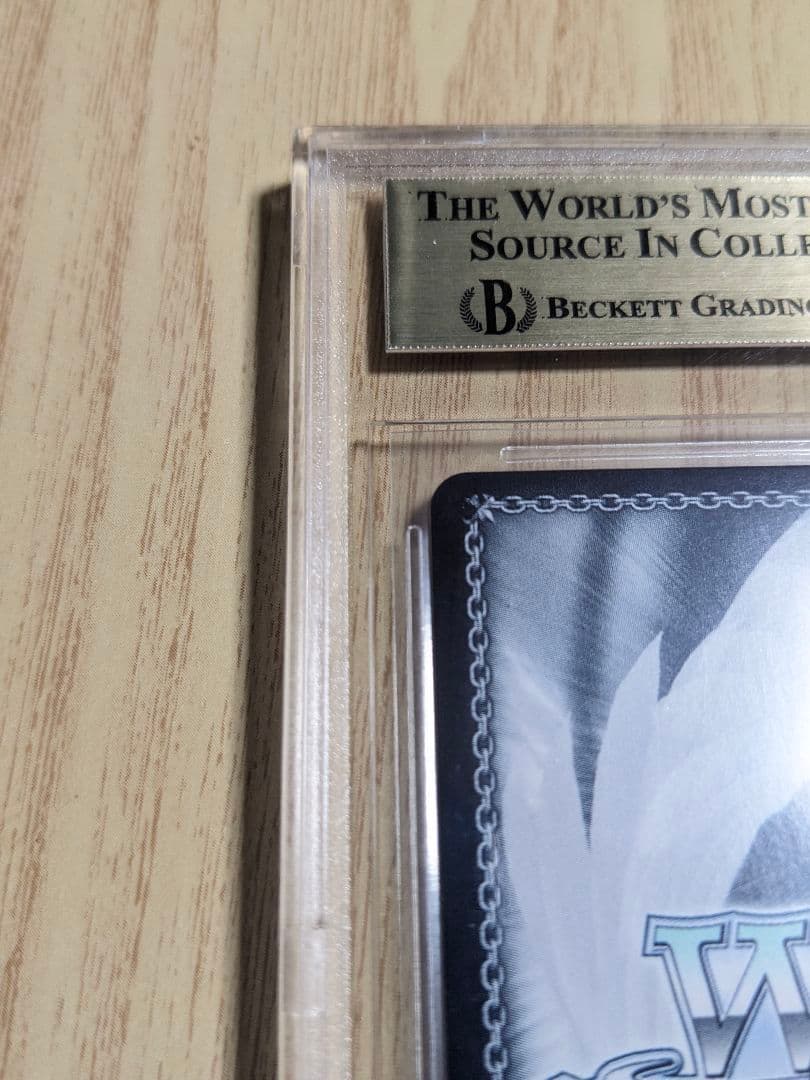 THE WORLD'S MOST
SOURCE IN COLLE
B BECKETT GRADING
W